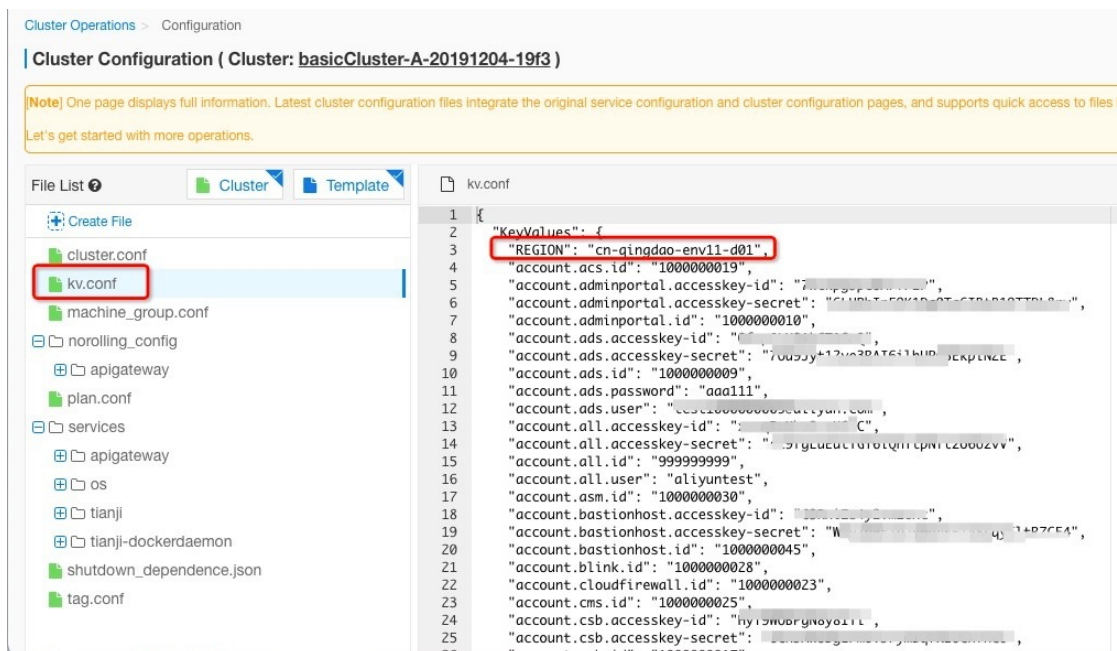 Cluster Operations > Configuration
Cluster Configuration ( Cluster: basicCluster-A-20191204-19f3 )
[Note] One page displays full information. Latest cluster configuration files integrate the original service configuration and cluster configuration pages, and supports quick access to files
Let's get started with more operations.
File List
Cluster
Template
kv.conf
Create File
cluster.conf
kv.conf
machine_group.conf
norolling_config
apigateway
plan.conf
services
apigateway
os
tianji
tianji-dockerdaemon
shutdown_dependence.json
tag.conf
1 {
2 "KeyValues": {
3 "REGION": "cn-qingdao-env11-d01",
4 "account.acs.id": "1000000019",
5 "account.adminportal.accesskey-id":
6 "account.adminportal.accesskey-secret":
7 "account.adminportal.id": "1000000010",
8 "account.ads.accesskey-id":
9 "account.ads.accesskey-secret":
10 "account.ads.id": "1000000009",
11 "account.ads.password": "aaa111",
12 "account.ads.user":
13 "account.all.accesskey-id":
14 "account.all.accesskey-secret":
15 "account.all.id": "999999999",
16 "account.all.user": "aliyuntest",
17 "account.asm.id": "1000000030",
18 "account.bastionhost.accesskey-id":
19 "account.bastionhost.accesskey-secret":
20 "account.bastionhost.id": "1000000045",
21 "account.blink.id": "1000000028",
22 "account.cloudfirewall.id": "1000000023",
23 "account.cms.id": "1000000025",
24 "account.csb.accesskey-id":
25 "account.csb.accesskey-secret":